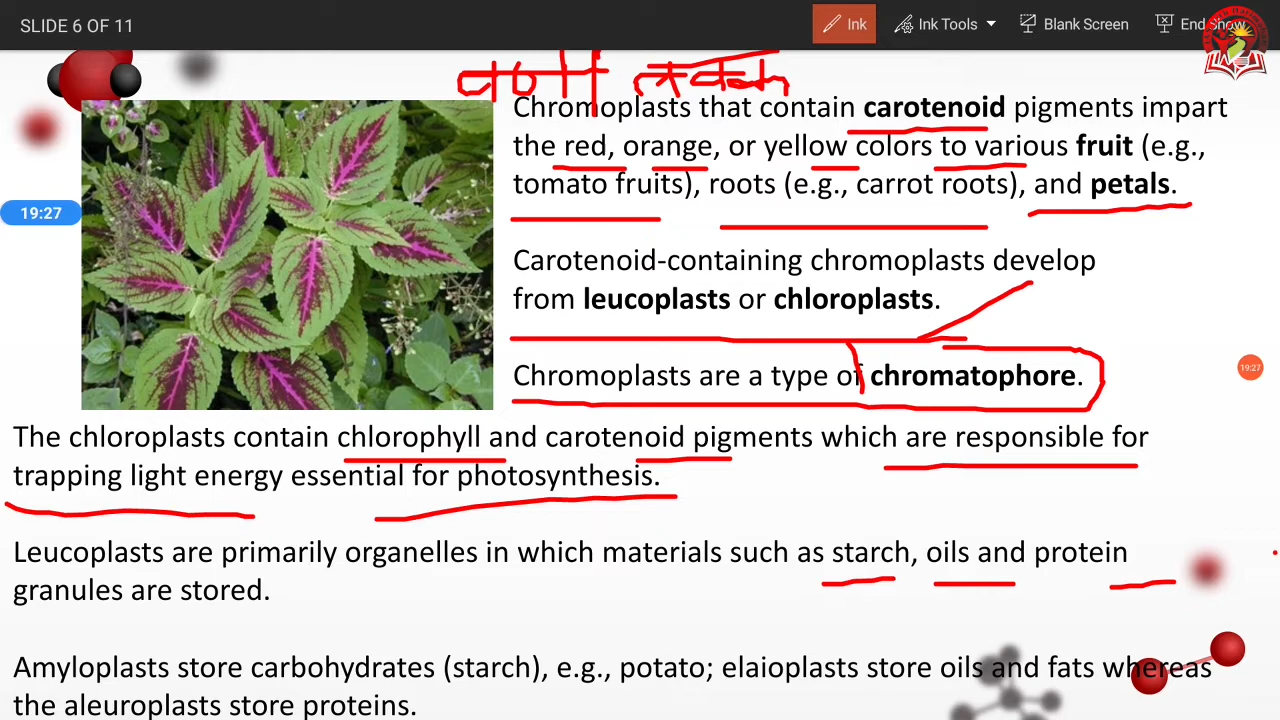 SLIDE 6 OF 11
Ink
Ink Tools
Blank Screen
End Show
Chromoplasts that contain carotenoid pigments impart
the red, orange, or yellow colors to various fruit (e.g.,
tomato fruits), roots (e.g., carrot roots), and petals.
19:27
Carotenoid-containing chromoplasts develop
from leucoplasts or chloroplasts.
19:27
Chromoplasts are a type of chromatophore.
The chloroplasts contain chlorophyll and carotenoid pigments which are responsible for
trapping light energy essential for photosynthesis.
Leucoplasts are primarily organelles in which materials such as starch, oils and protein
granules are stored.
Amyloplasts store carbohydrates (starch), e.g., potato; elaioplasts store oils and fats whereas
the aleuroplasts store proteins.